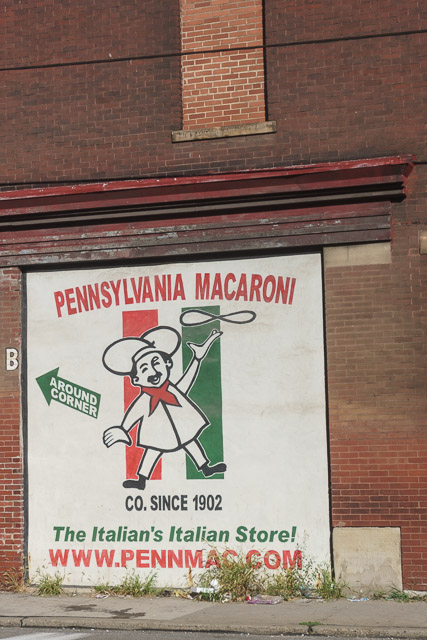 PENNSYLVANIA MACARONI
B
AROUND
CORNER
CO. SINCE 1902
The Italian's Italian Store!
WWW.PENNMAC.COM